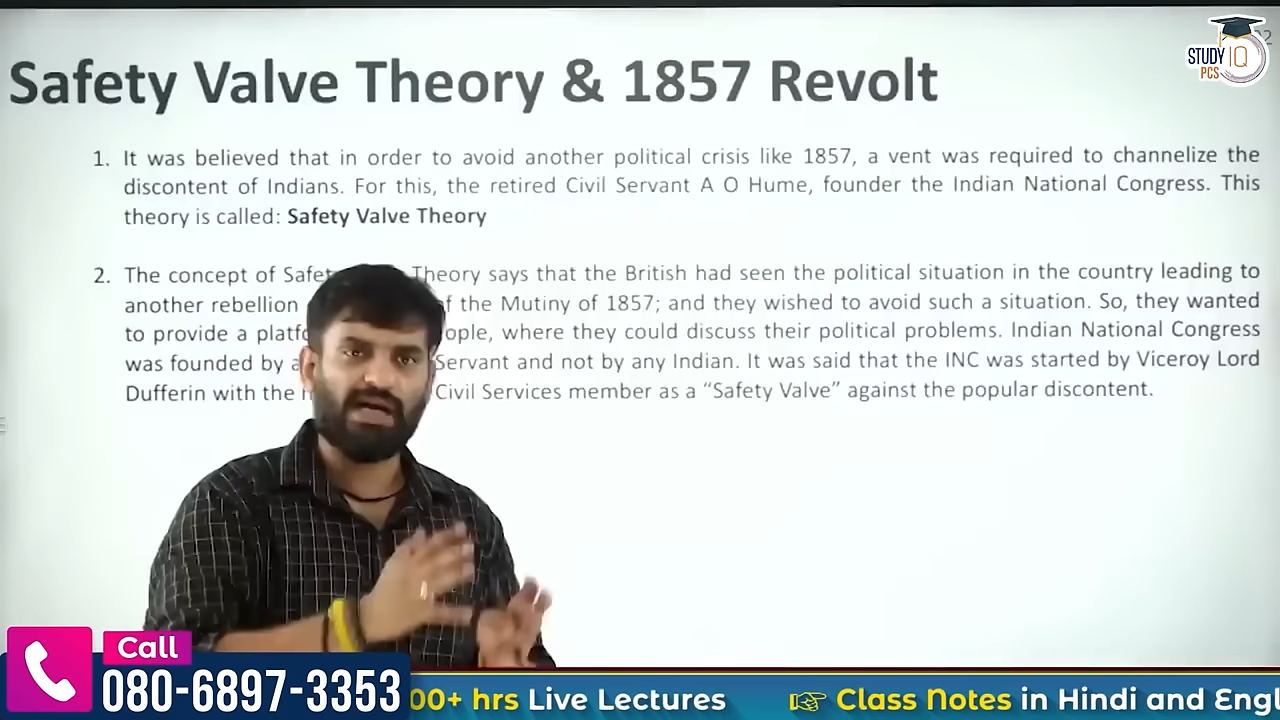 Safety Valve Theory & 1857 Revolt
STUDY IQ
PCS
1. It was believed that in order to avoid another political crisis like 1857, a vent was required to channelize the
discontent of Indians. For this, the retired Civil Servant A O Hume, founder the Indian National Congress. This
theory is called: Safety Valve Theory
2. The concept of Safet Theory says that the British had seen the political situation in the country leading to
another rebellion of the Mutiny of 1857; and they wished to avoid such a situation. So, they wanted
to provide a platfo ople, where they could discuss their political problems. Indian National Congress
was founded by a Servant and not by any Indian. It was said that the INC was started by Viceroy Lord
Dufferin with the Civil Services member as a “Safety Valve” against the popular discontent.
Call
080-6897-3353
00+ hrs Live Lectures Class Notes in Hindi and Engl